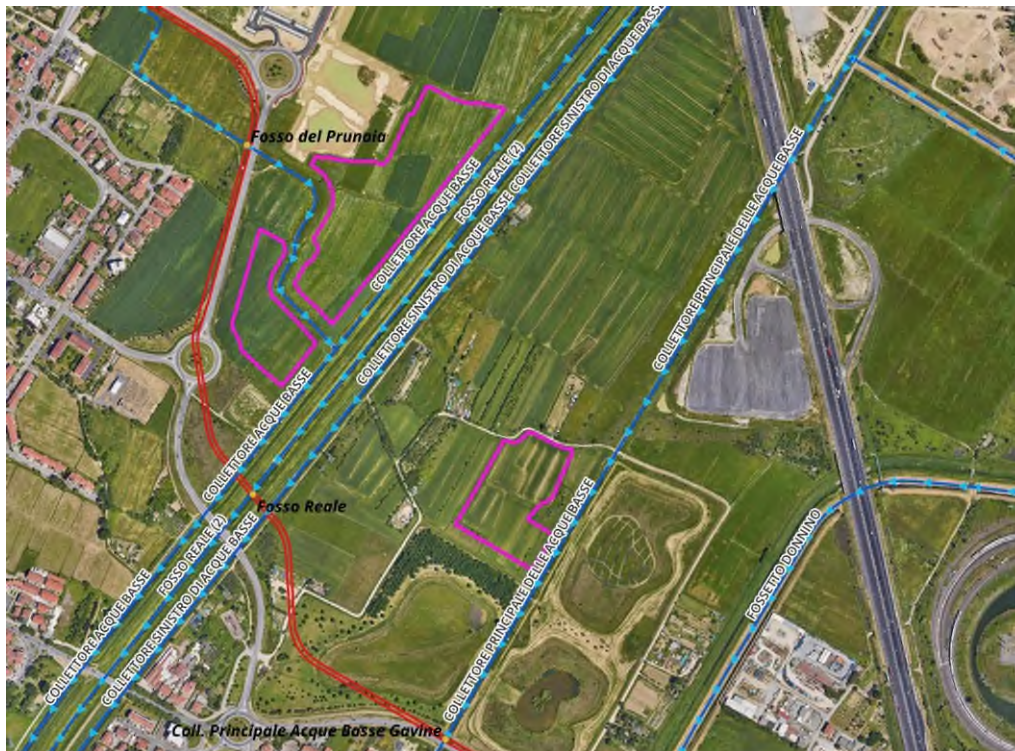 Fosso del Prunaia
COLLETTORE ACQUE BASSE
FOSSO REALE (2)
COLLETTORE SINISTRO DI ACQUE BASSE
COLLETTORE SINISTRO DI ACQUE BASSE
COLLETTORE PRINCIPALE DELLE ACQUE BASSE
COLLETTORE ACQUE BASSE
Fosso Reale
FOSSO REALE (2)
COLLETTORE ACQUE BASSE
COLLETTORE SINISTRO DI ACQUE BASSE
COLLETTORE PRINCIPALE DELLE ACQUE BASSE
FOSSETTO DONNINO
Coll. Principale Acque Basse Gavine